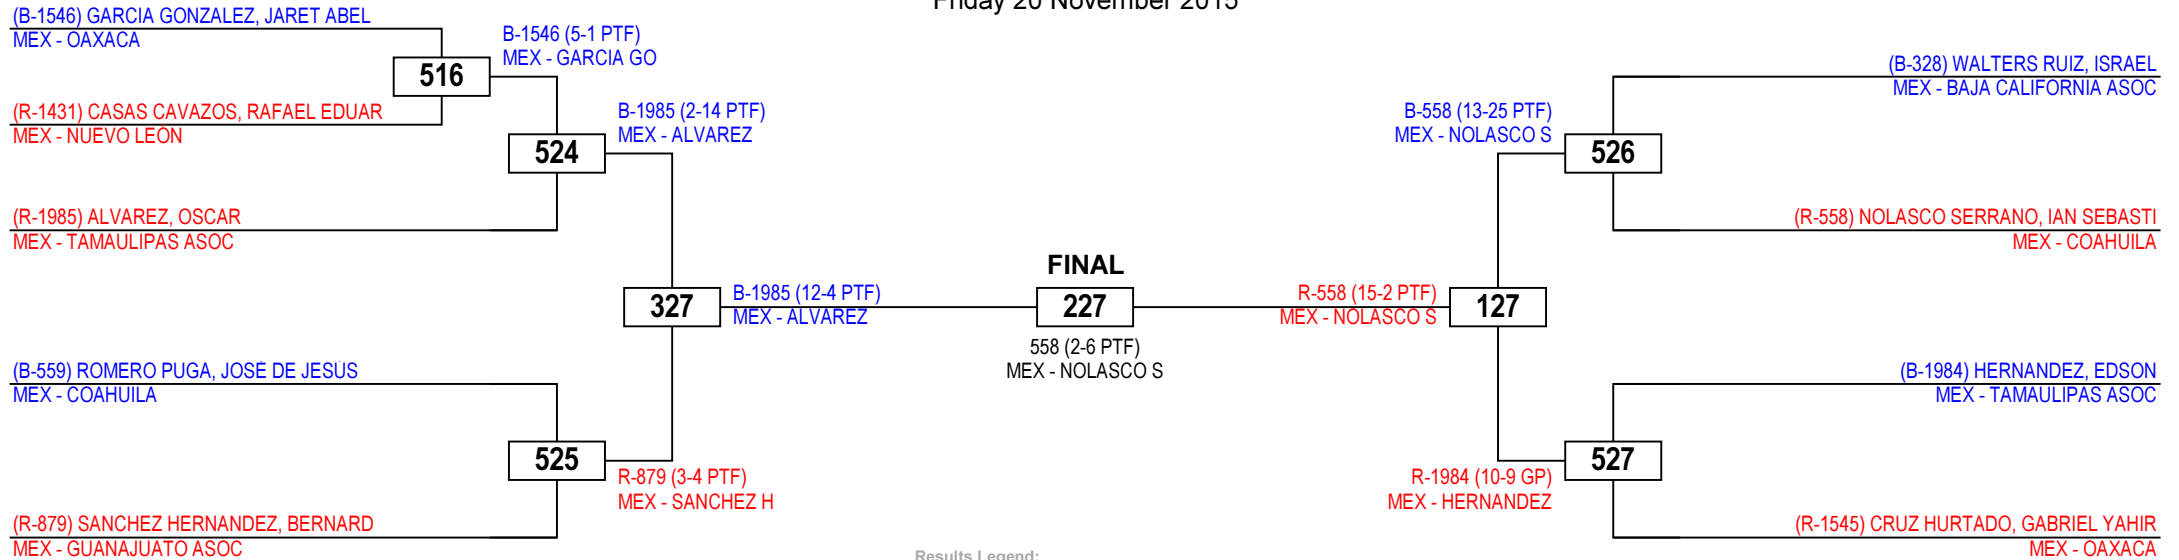 Friday 20 November 2015
(B-1546) GARCIA GONZALEZ, JARET ABEL
MEX - OAXACA
B-1546 (5-1 PTF)
MEX - GARCIA GO
516
(R-1431) CASAS CAVAZOS, RAFAEL EDUAR
MEX - NUEVO LEÓN
B-1985 (2-14 PTF)
MEX - ALVAREZ
524
(R-1985) ALVAREZ, OSCAR
MEX - TAMAULIPAS ASOC
327
B-1985 (12-4 PTF)
MEX - ALVAREZ
(B-559) ROMERO PUGA, JOSÉ DE JESÚS
MEX - COAHUILA
525
R-879 (3-4 PTF)
MEX - SANCHEZ H
(R-879) SANCHEZ HERNANDEZ, BERNARD
MEX - GUANAJUATO ASOC
FINAL
227
558 (2-6 PTF)
MEX - NOLASCO S
(B-328) WALTERS RUIZ, ISRAEL
MEX - BAJA CALIFORNIA ASOC
B-558 (13-25 PTF)
MEX - NOLASCO S
526
(R-558) NOLASCO SERRANO, IAN SEBASTI
MEX - COAHUILA
R-558 (15-2 PTF)
MEX - NOLASCO S
127
(B-1984) HERNANDEZ, EDSON
MEX - TAMAULIPAS ASOC
527
R-1984 (10-9 GP)
MEX - HERNANDEZ
(R-1545) CRUZ HURTADO, GABRIEL YAHIR
MEX - OAXACA
Results Legend: